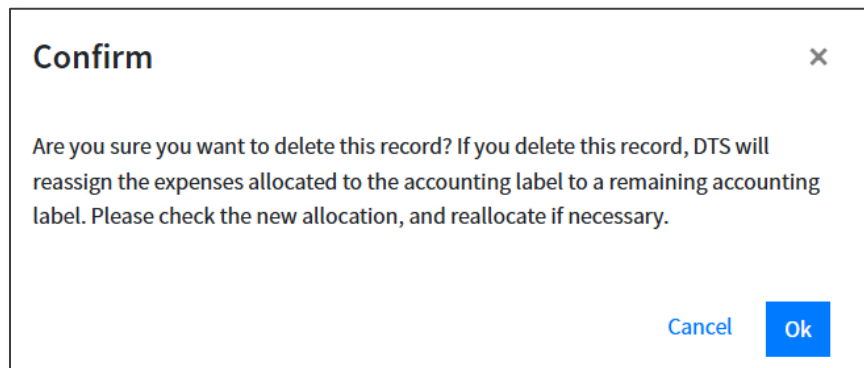 Confirm
×
Are you sure you want to delete this record? If you delete this record, DTS will
reassign the expenses allocated to the accounting label to a remaining accounting
label. Please check the new allocation, and reallocate if necessary.
Cancel
Ok